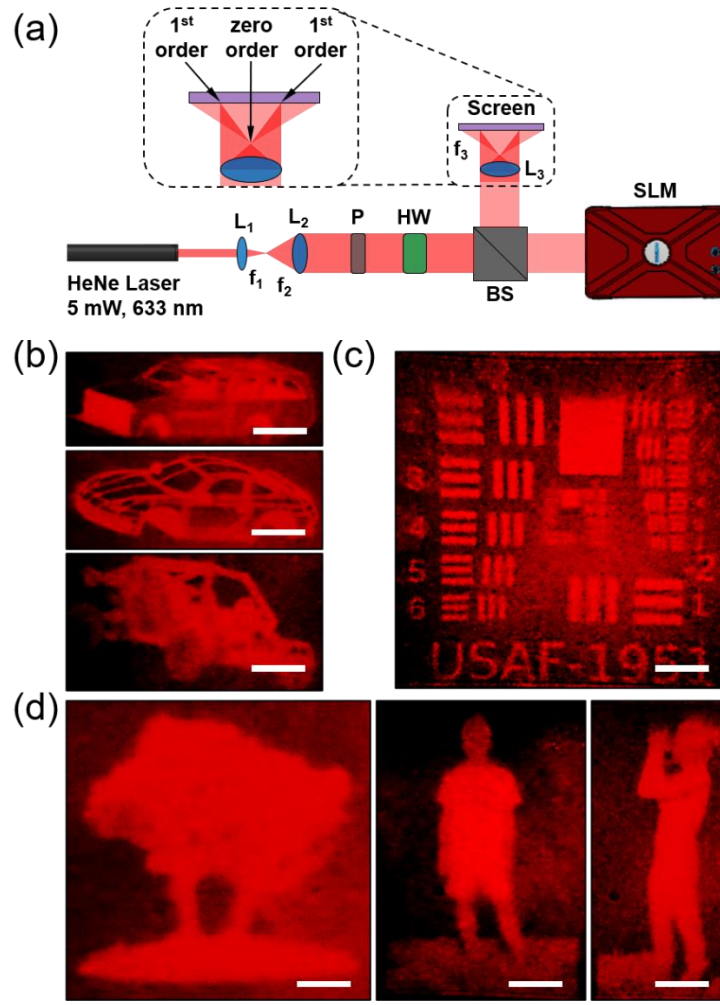 (a)
1st
order
zero
order
1st
order
Screen
f3
L3
SLM
L1
L2
P
HW
f1
f2
BS
HeNe Laser
5 mW, 633 nm
(b)
(c)
3
4
5
6
2
1
USAF-1951
(d)